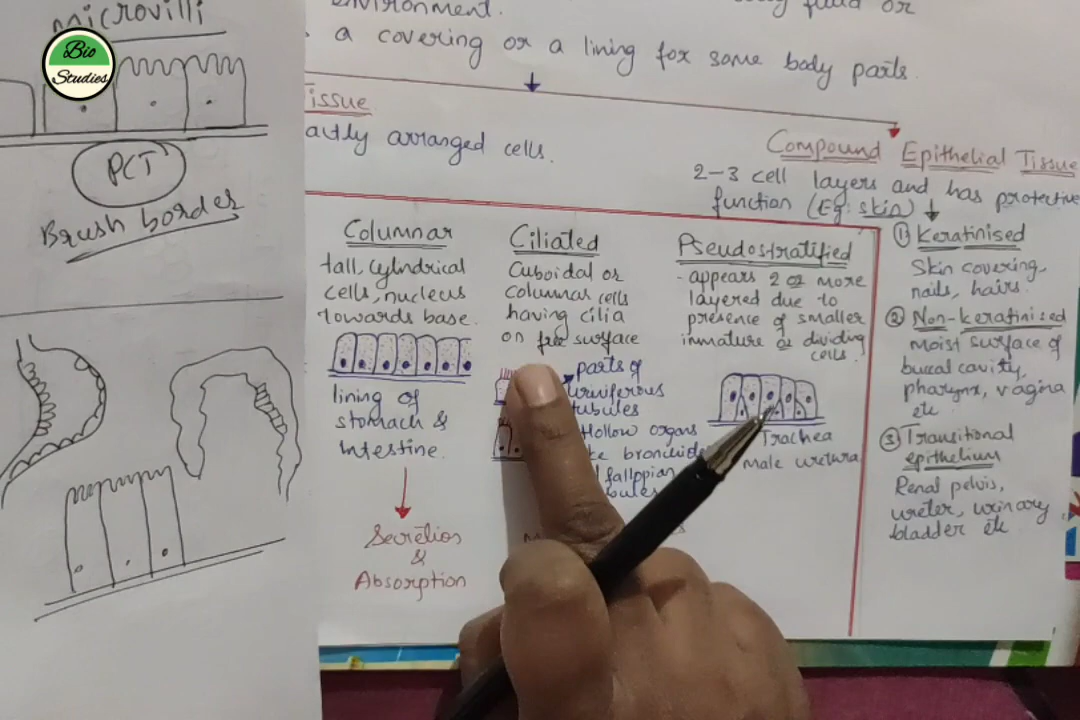 microvilli
Bio
Studies
PCT
Brush border
environment.
fluid or
a covering or a lining for some body parts.
Tissue
arranged cells.
Compound Epithelial Tissue
2-3 cell layers and has protective
function (Eg: skin)
Columnar
tall, cylndrical
cells, nucleus
towards base.
lining of
stomach &
Intestine.
Secretion
&
Absorption
Ciliated
Cuboidal or
columnar cells
having cilia
on free surface
parts of
tubules
Hollow organs
fallopian
Pseudostratified
- appears 2 or more
layered due to
presence of smaller
immature or dividing
cells.
Trachea
male uretura
① Keratinised
Skin covering,
nails, hairs.
② Non-keratinised
moist surface of
buccal cavity,
pharynx, vagina
etc
③ Transitional
epithelium
Renal pelvis,
ureter, urinary
bladder etc